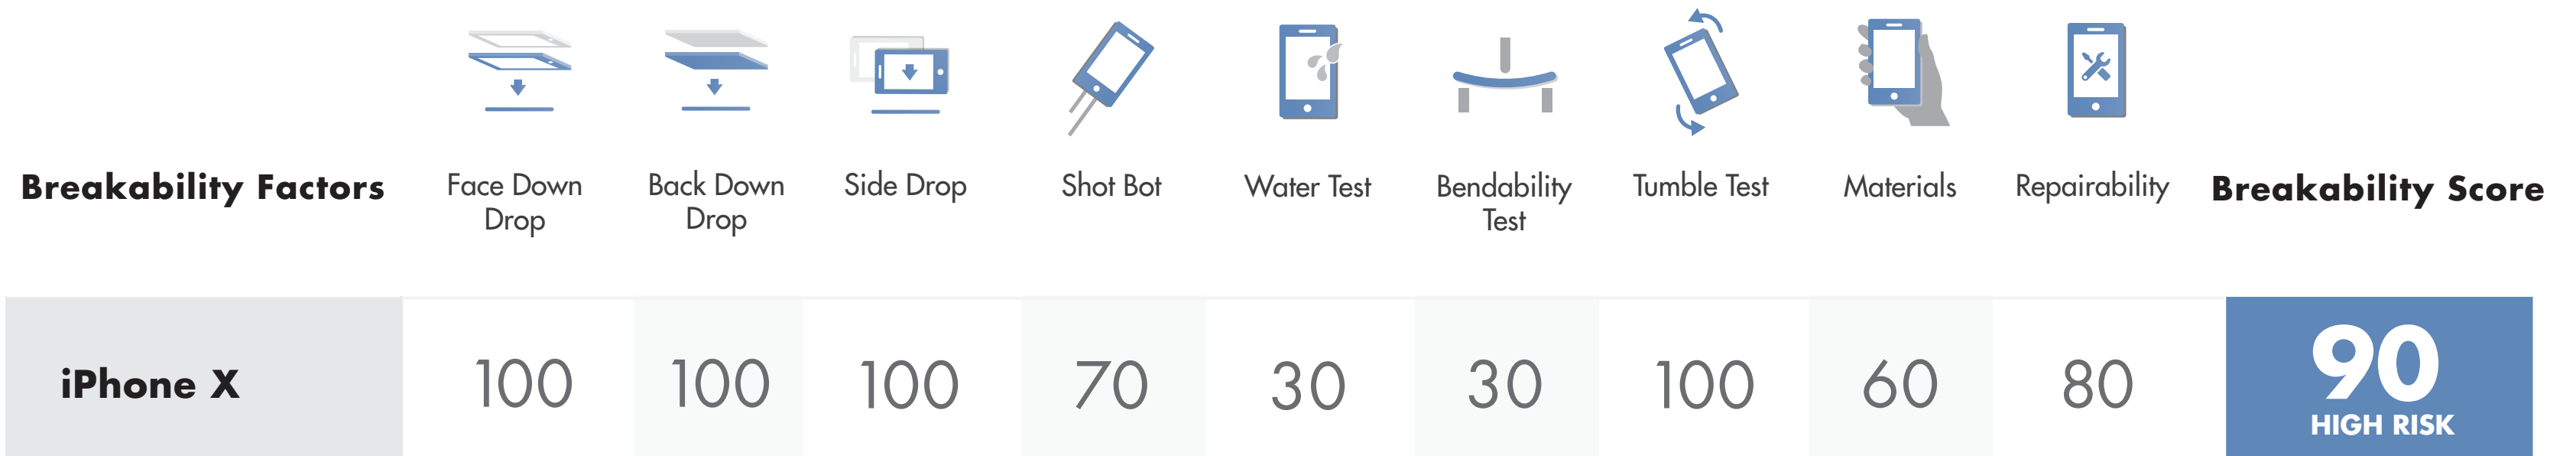 Breakability Factors
Face Down
Drop
Back Down
Drop
Side Drop
Shot Bot
Water Test
Bendability
Test
Tumble Test
Materials
Repairability
Breakability Score
iPhone X
100
100
100
70
30
30
100
60
80
90
HIGH RISK